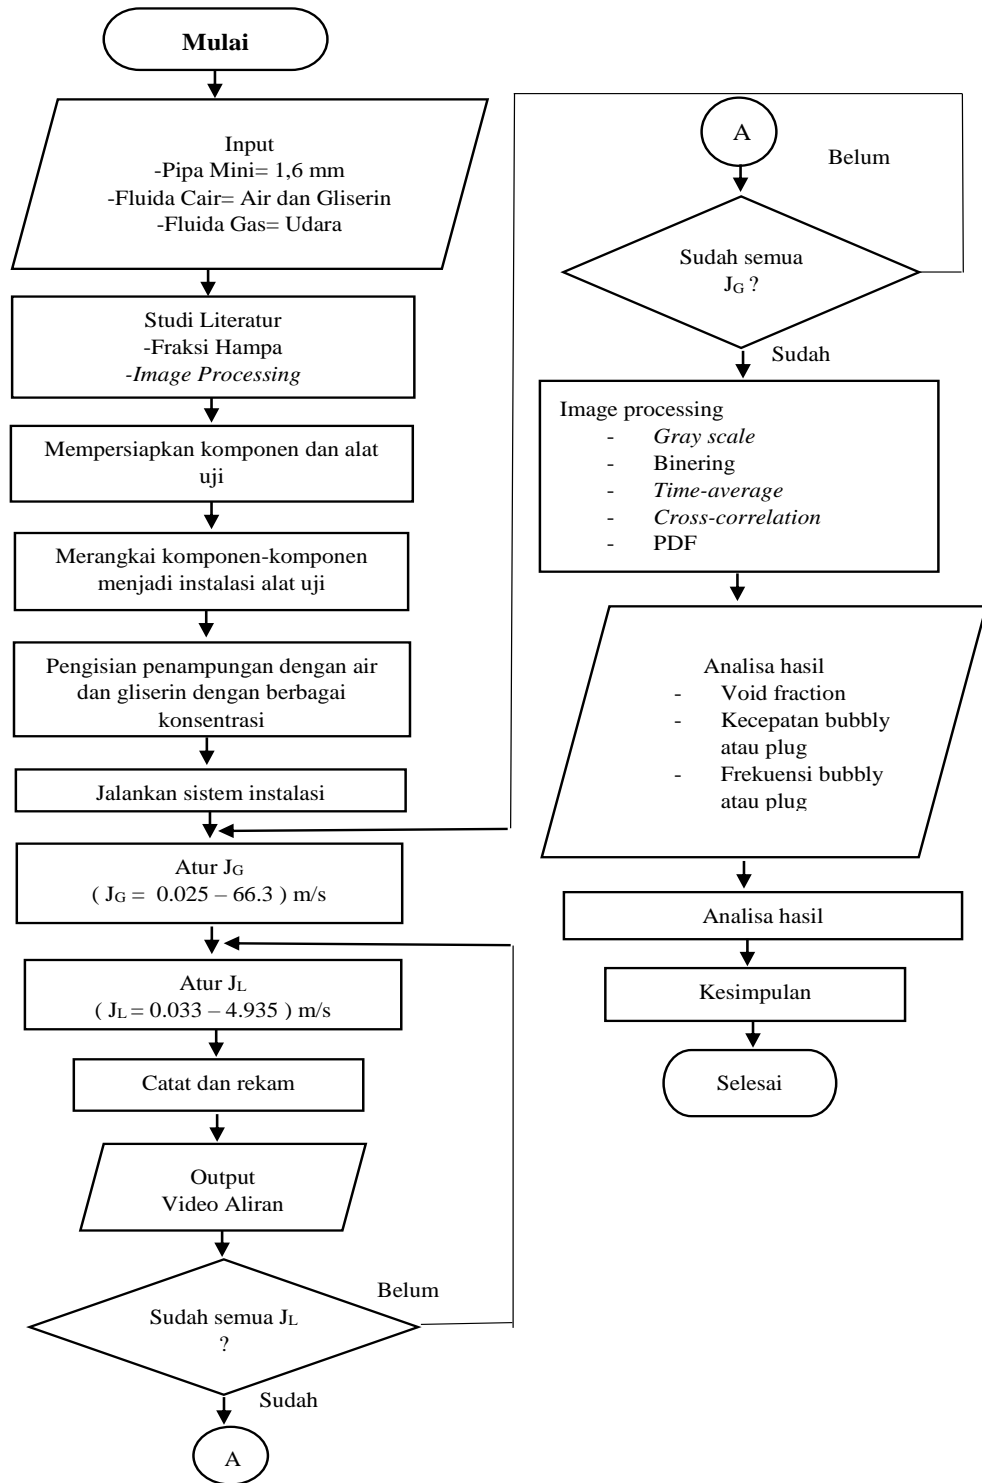 Mulai
Input
-Pipa Mini= 1,6 mm
-Fluida Cair= Air dan Gliserin
-Fluida Gas= Udara
Studi Literatur
-Fraksi Hampa
-Image Processing
Mempersiapkan komponen dan alat
uji
Merangkai komponen-komponen
menjadi instalasi alat uji
Pengisian penampungan dengan air
dan gliserin dengan berbagai
konsentrasi
Jalankan sistem instalasi
Atur JG
( JG = 0.025 – 66.3 ) m/s
Atur JL
( JL = 0.033 – 4.935 ) m/s
Catat dan rekam
Output
Video Aliran
Belum
Sudah semua JL
?
Sudah
A
A
Belum
Sudah semua
JG ?
Sudah
Image processing
- Gray scale
- Binering
- Time-average
- Cross-correlation
- PDF
Analisa hasil
- Void fraction
- Kecepatan bubbly
atau plug
- Frekuensi bubbly
atau plug
Analisa hasil
Kesimpulan
Selesai